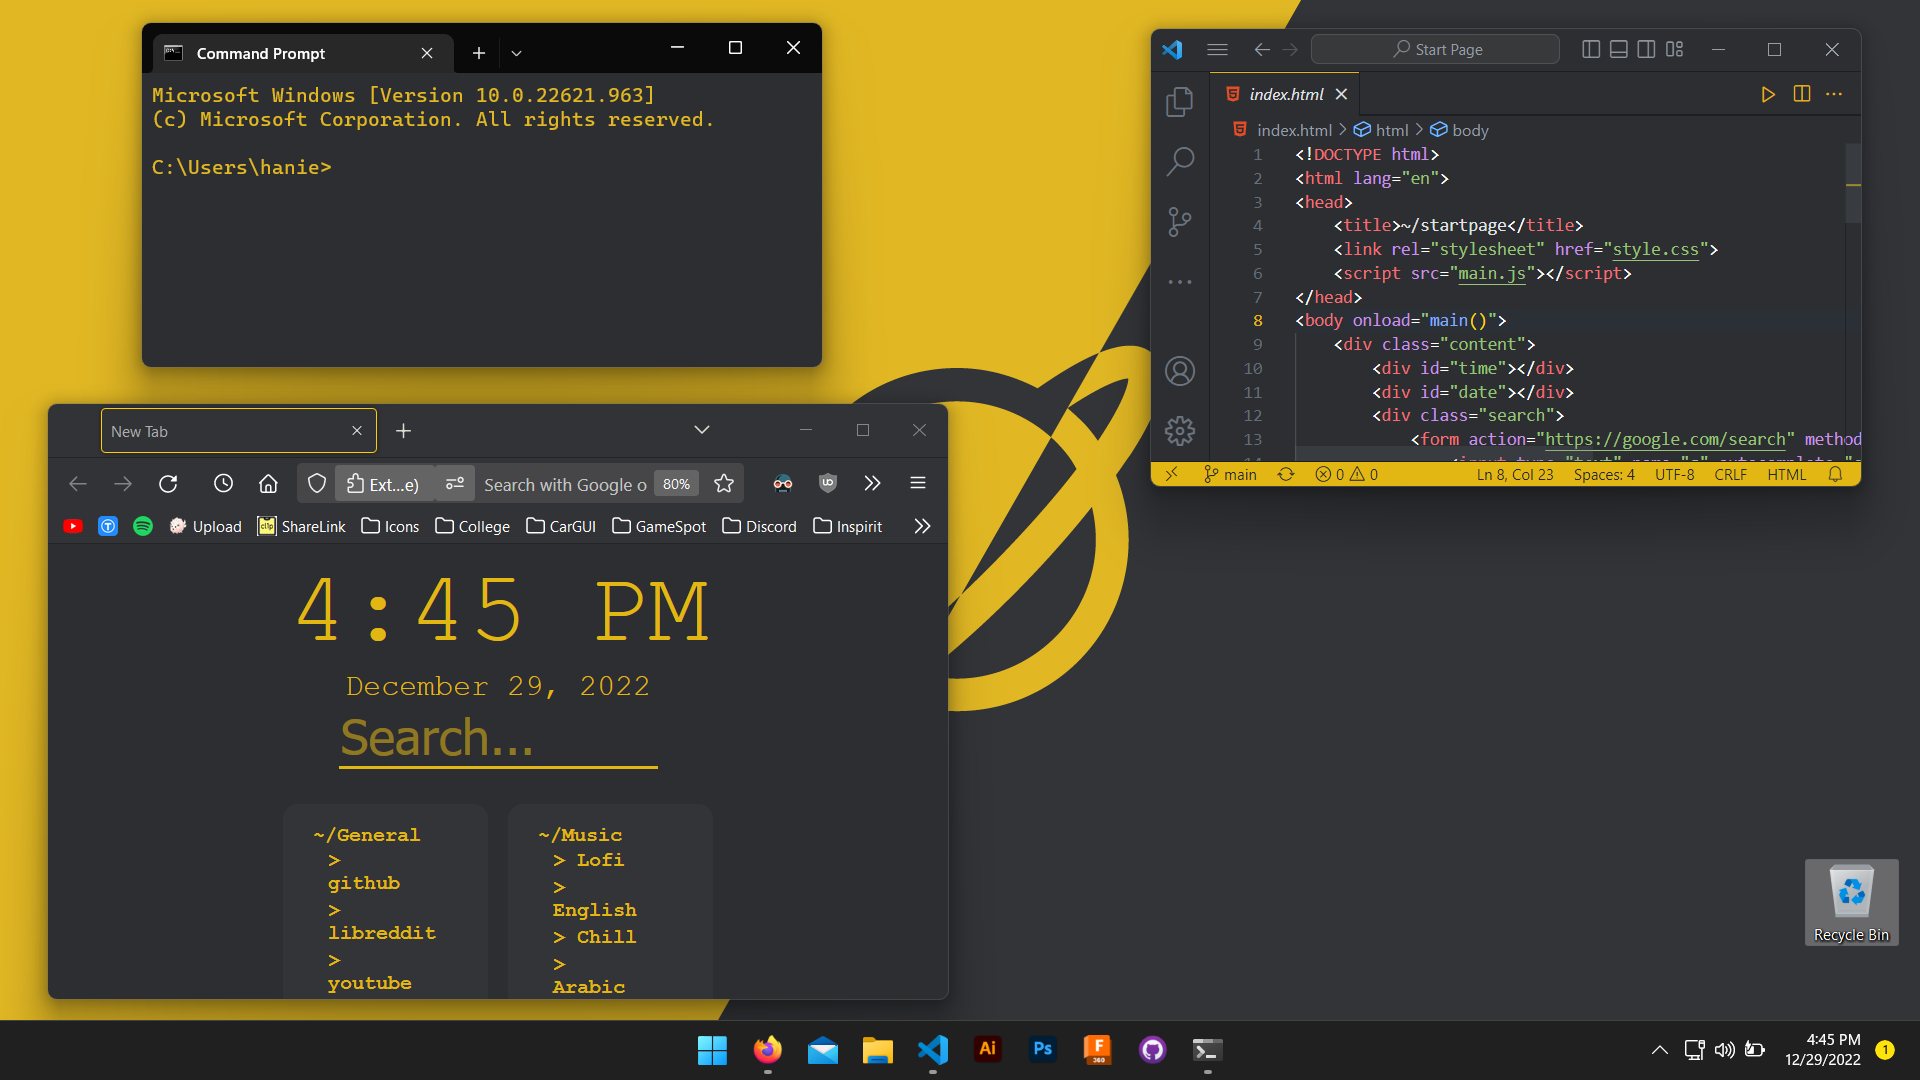 Command Prompt
Microsoft Windows [Version 10.0.22621.963]
(c) Microsoft Corporation. All rights reserved.
C:\Users\hanie>
New Tab
Ext...e)
Search with Google o
80%
Upload
ShareLink
Icons
College
CarGUI
GameSpot
Discord
Inspirit
4:45 PM
December 29, 2022
Search...
~/General
>
github
>
libreddit
>
youtube
~/Music
> Lofi
>
English
> Chill
>
Arabic
Start Page
index.html
index.html > html > body
1 <!DOCTYPE html>
2 <html lang="en">
3 <head>
4 <title>~/startpage</title>
5 <link rel="stylesheet" href="style.css">
6 <script src="main.js"></script>
7 </head>
8 <body onload="main()">
9 <div class="content">
10 <div id="time"></div>
11 <div id="date"></div>
12 <div class="search">
13 <form action="https://google.com/search" method
main
0
0
Ln 8, Col 23
Spaces: 4
UTF-8
CRLF
HTML
Recycle Bin
Ai
Ps
F
360
4:45 PM
12/29/2022
1